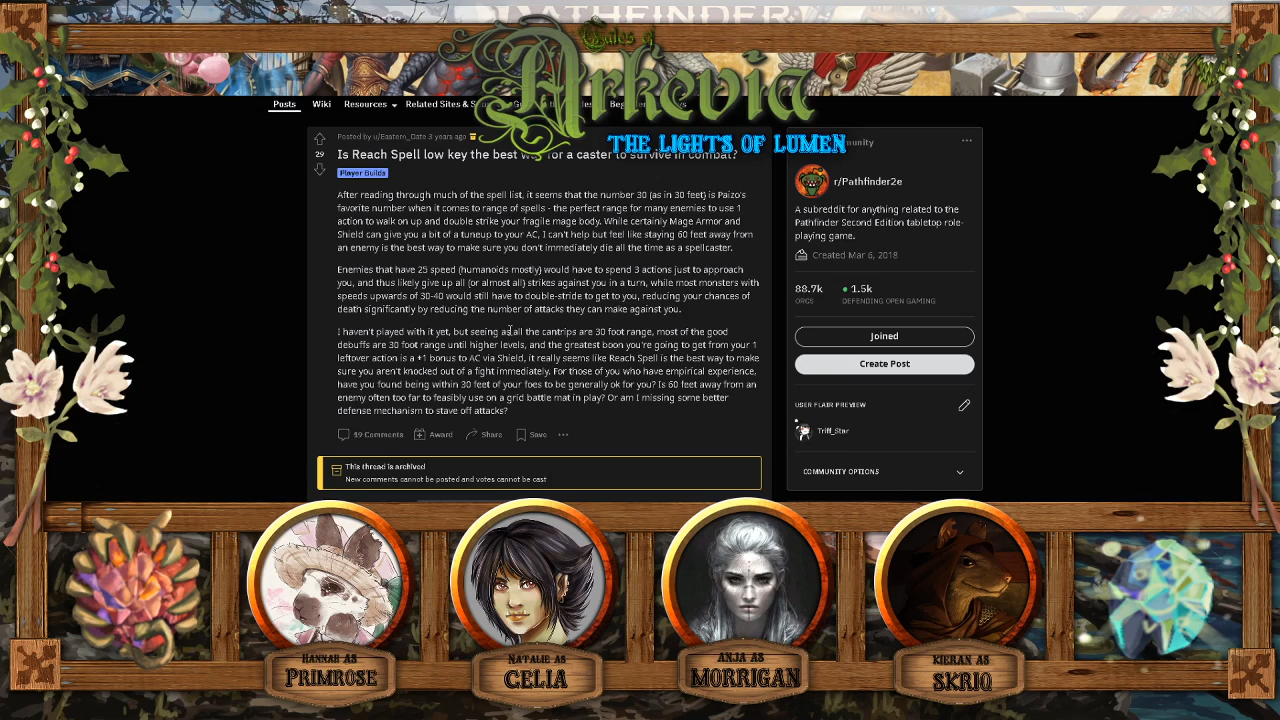 PATHFINDER
Tales of
Arkevia
THE LIGHTS OF LUMEN
Posts Wiki Resources Related Sites &
Posted by u/Eastern_Date 3 years ago
29
Is Reach Spell low key the best way for a caster to survive in combat?
Player Builds
After reading through much of the spell list, it seems that the number 30 (as in 30 feet) is Paizo's
favorite number when it comes to range of spells - the perfect range for many enemies to use 1
action to walk on up and double strike your fragile mage body. While certainly Mage Armor and
Shield can give you a bit of a tuneup to your AC, I can't help but feel like staying 60 feet away from
an enemy is the best way to make sure you don't immediately die all the time as a spellcaster.
Enemies that have 25 speed (humanoids mostly) would have to spend 3 actions just to approach
you, and thus likely give up all (or almost all) strikes against you in a turn, while most monsters with
speeds upwards of 30-40 would still have to double-stride to get to you, reducing your chances of
death significantly by reducing the number of attacks they can make against you.
I haven't played with it yet, but seeing as all the cantrips are 30 foot range, most of the good
debuffs are 30 foot range until higher levels, and the greatest boon you're going to get from your 1
leftover action is a +1 bonus to AC via Shield, it really seems like Reach Spell is the best way to make
sure you aren't knocked out of a fight immediately. For those of you who have empirical experience,
have you found being within 30 feet of your foes to be generally ok for you? Is 60 feet away from an
enemy often too far to feasibly use on a grid battle mat in play? Or am I missing some better
defense mechanism to stave off attacks?
19 Comments Award Share Save
This thread is archived
New comments cannot be posted and votes cannot be cast
r/Pathfinder2e
A subreddit for anything related to the
Pathfinder Second Edition tabletop role-
playing game.
Created Mar 6, 2018
88.7k 1.5k
ORCS DEFENDING OPEN GAMING
Joined
Create Post
USER FLAIR PREVIEW
Triff_Star
COMMUNITY OPTIONS
HANNAH AS
PRIMROSE
NATALIE AS
CELIA
ANJA AS
MORRIGAN
KIERAN AS
SKRIQ